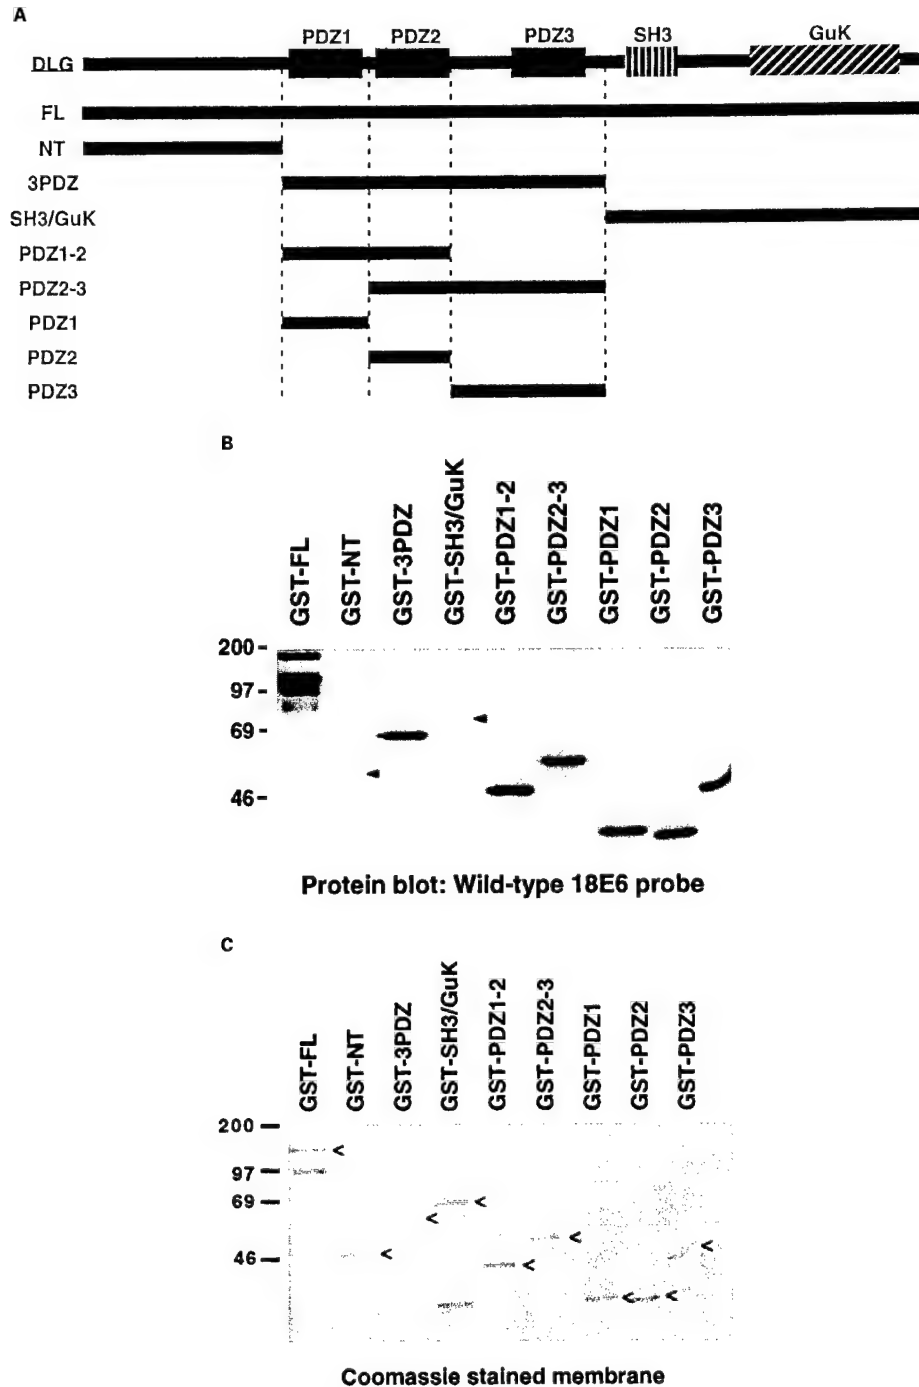 A
PDZ1 PDZ2 PDZ3 SH3 GuK
DLG
FL
NT
3PDZ
SH3/GuK
PDZ1-2
PDZ2-3
PDZ1
PDZ2
PDZ3
B
GST-FL
GST-NT
GST-3PDZ
GST-SH3/GuK
GST-PDZ1-2
GST-PDZ2-3
GST-PDZ1
GST-PDZ2
GST-PDZ3
200 -
97 -
69 -
46 -
Protein blot: Wild-type 18E6 probe
C
GST-FL
GST-NT
GST-3PDZ
GST-SH3/GuK
GST-PDZ1-2
GST-PDZ2-3
GST-PDZ1
GST-PDZ2
GST-PDZ3
200 —
97 —
69 —
46 —
Coomassie stained membrane